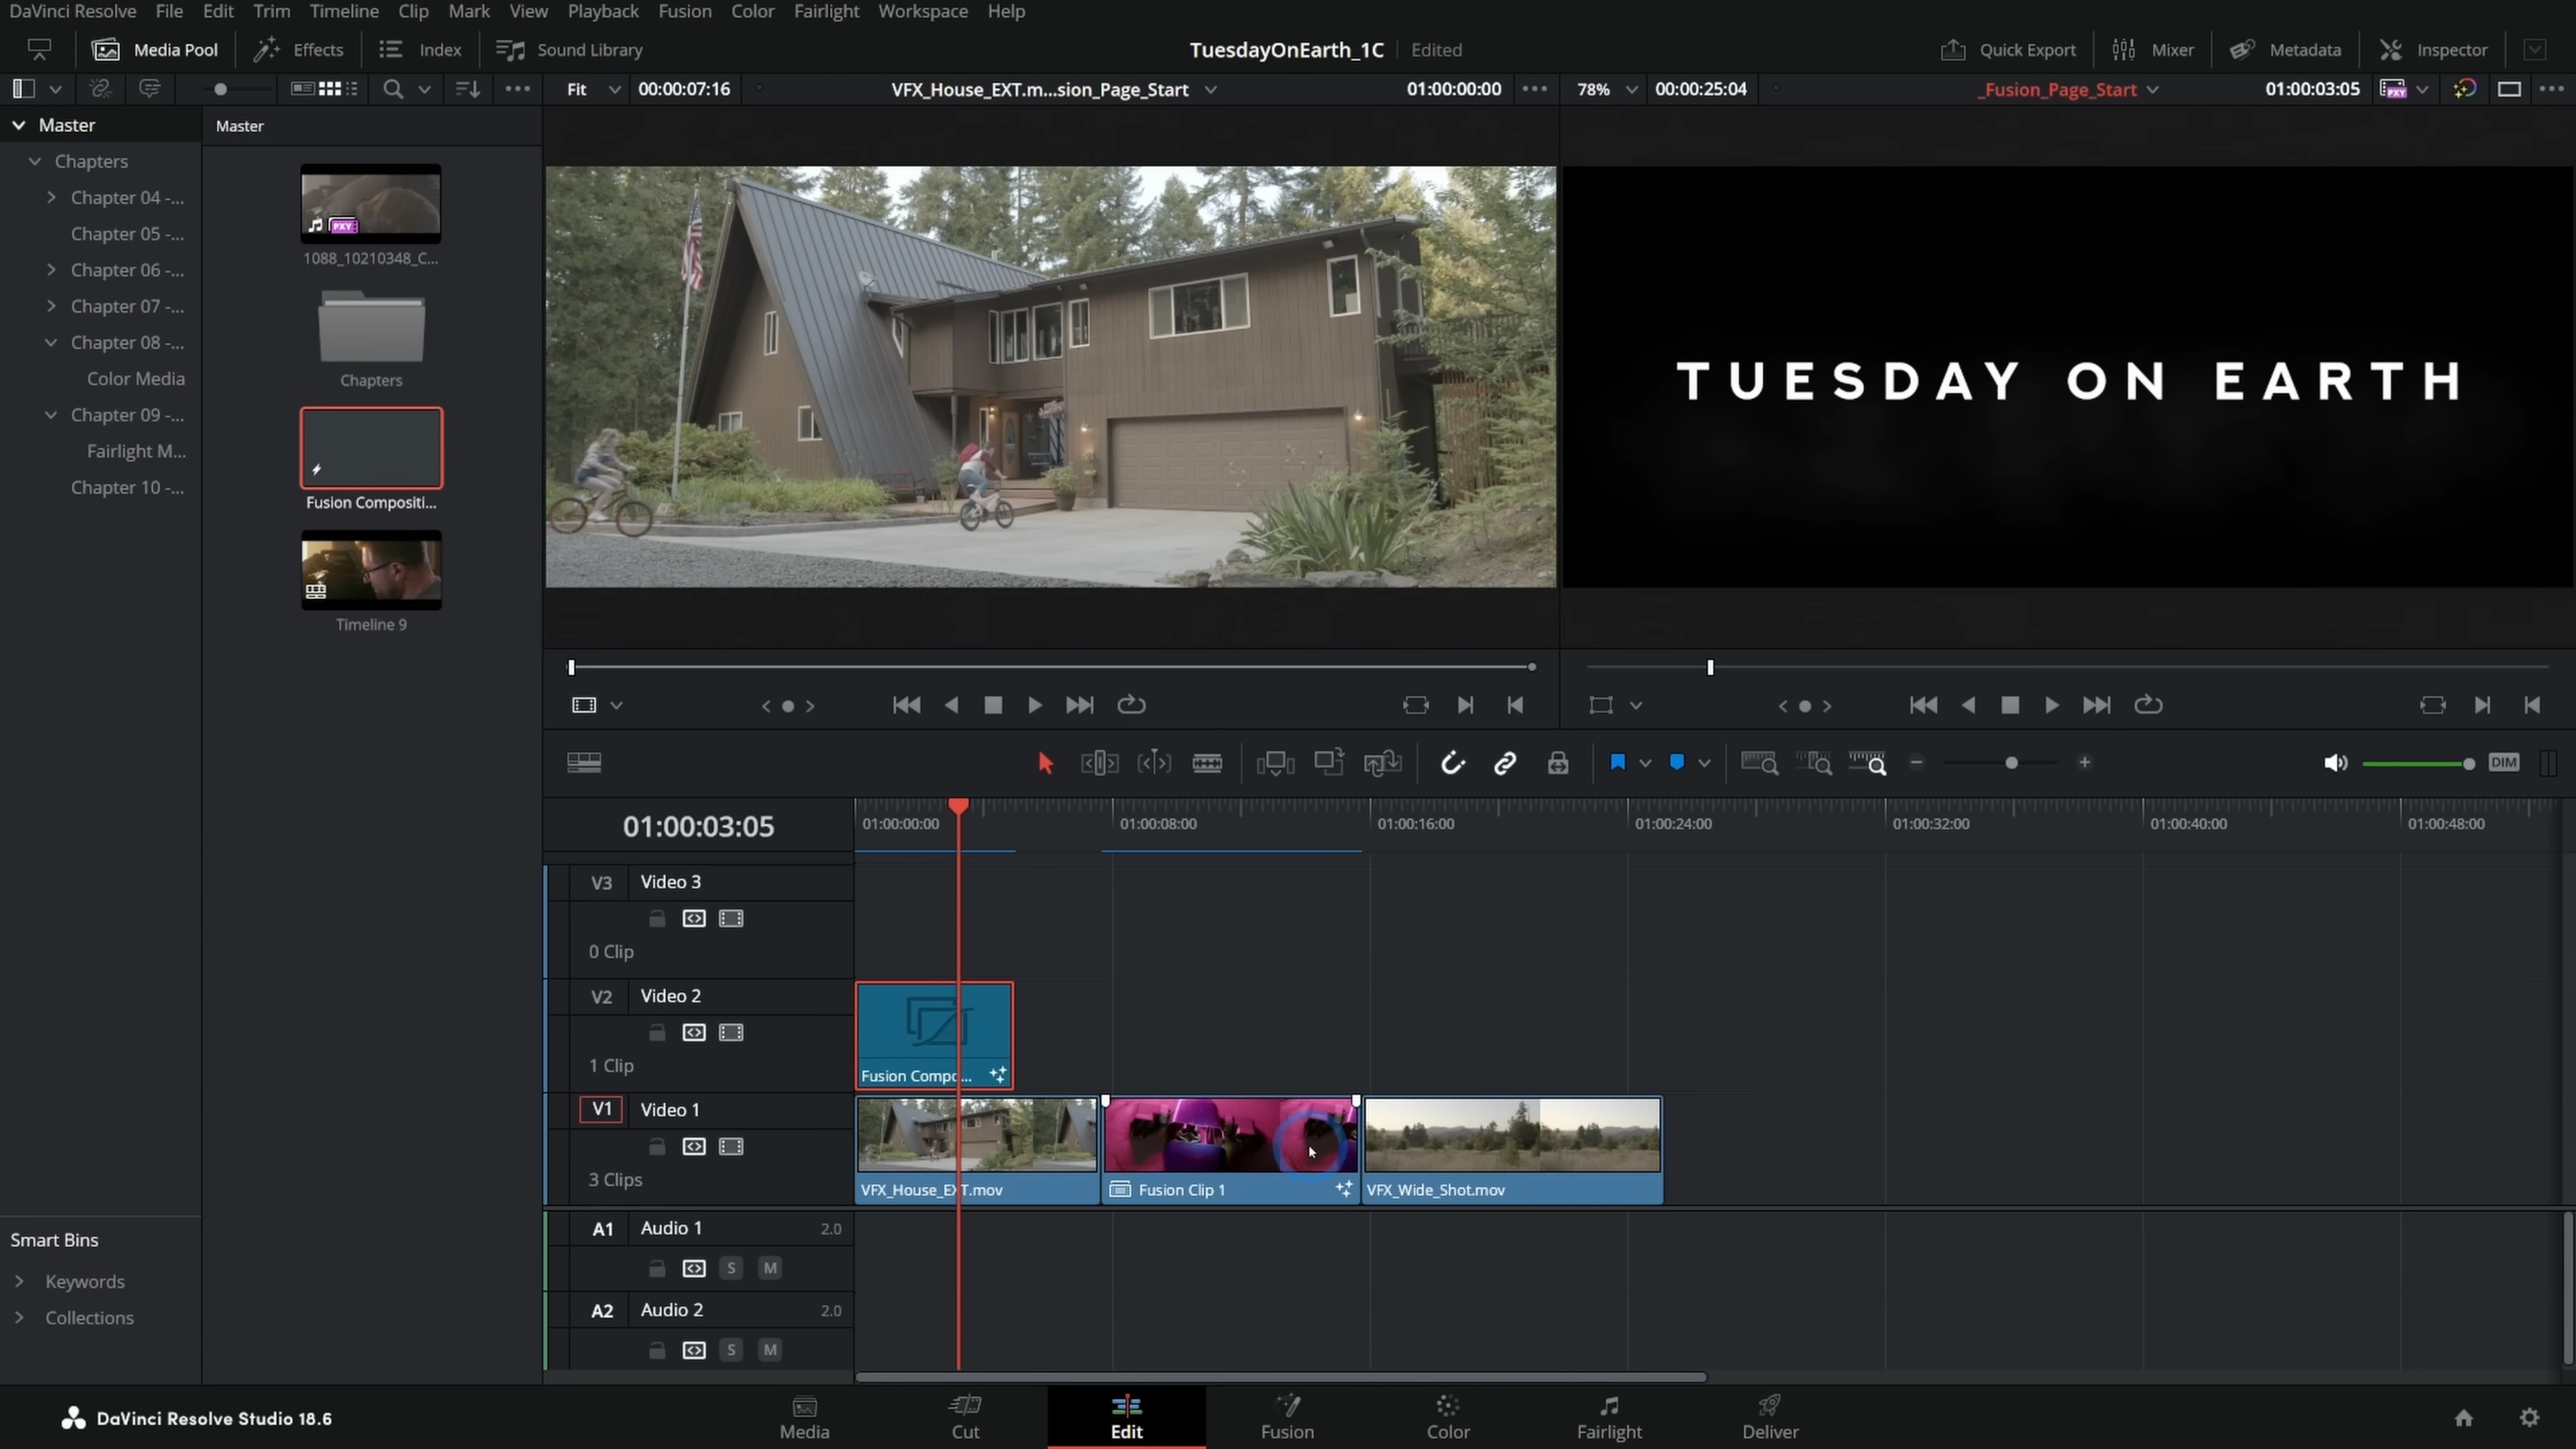 DaVinci Resolve File Edit Trim Timeline Clip Mark View Playback Fusion Color Fairlight Workspace Help
Media Pool Effects Index Sound Library TuesdayOnEarth_1C Edited Quick Export Mixer Metadata Inspector
Fit 00:00:07:16 VFX_House_EXT.m...sion_Page_Start 01:00:00:00 78% 00:00:25:04 _Fusion_Page_Start 01:00:03:05 PXY
Master
Chapters
Chapter 04 -...
Chapter 05 -...
Chapter 06 -...
Chapter 07 -...
Chapter 08 -...
Color Media
Chapter 09 -...
Fairlight M...
Chapter 10 -...
Master
PXY
1088_10210348_C...
Chapters
Fusion Compositi...
Timeline 9
TUESDAY ON EARTH
DIM
01:00:03:05
01:00:00:00 01:00:08:00 01:00:16:00 01:00:24:00 01:00:32:00 01:00:40:00 01:00:48:00
V3 Video 3
0 Clip
V2 Video 2
1 Clip
Fusion Compo...
V1 Video 1
3 Clips
VFX_House_EXT.mov Fusion Clip 1 VFX_Wide_Shot.mov
A1 Audio 1 2.0
S M
A2 Audio 2 2.0
S M
Smart Bins
Keywords
Collections
DaVinci Resolve Studio 18.6
Media Cut Edit Fusion Color Fairlight Deliver